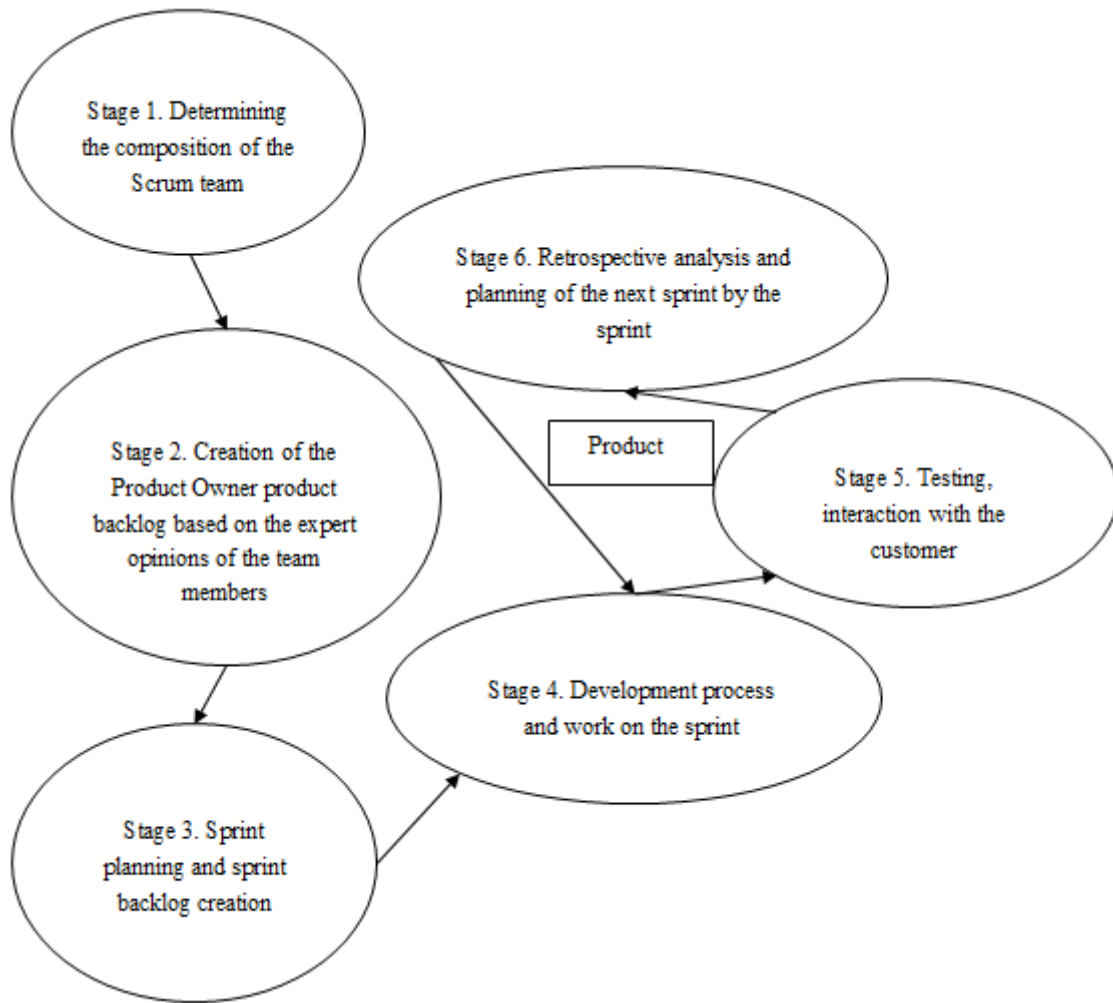 Stage 1. Determining
the composition of the
Scrum team
Stage 2. Creation of the
Product Owner product
backlog based on the expert
opinions of the team
members
Stage 3. Sprint
planning and sprint
backlog creation
Stage 4. Development process
and work on the sprint
Stage 5. Testing,
interaction with the
customer
Stage 6. Retrospective analysis and
planning of the next sprint by the
sprint
Product